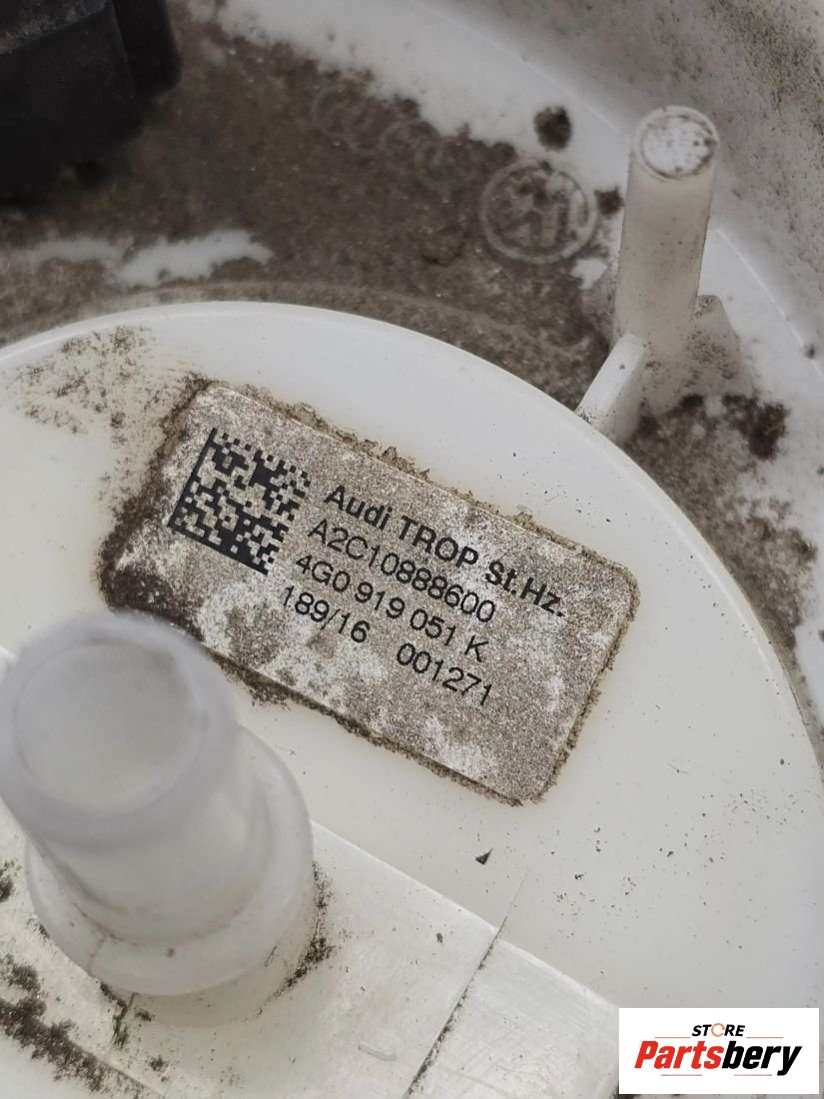 Audi TROP St.Hz.
A2C10888600
4G0 919 051 K
189/16 001271
STORE
Partsbery